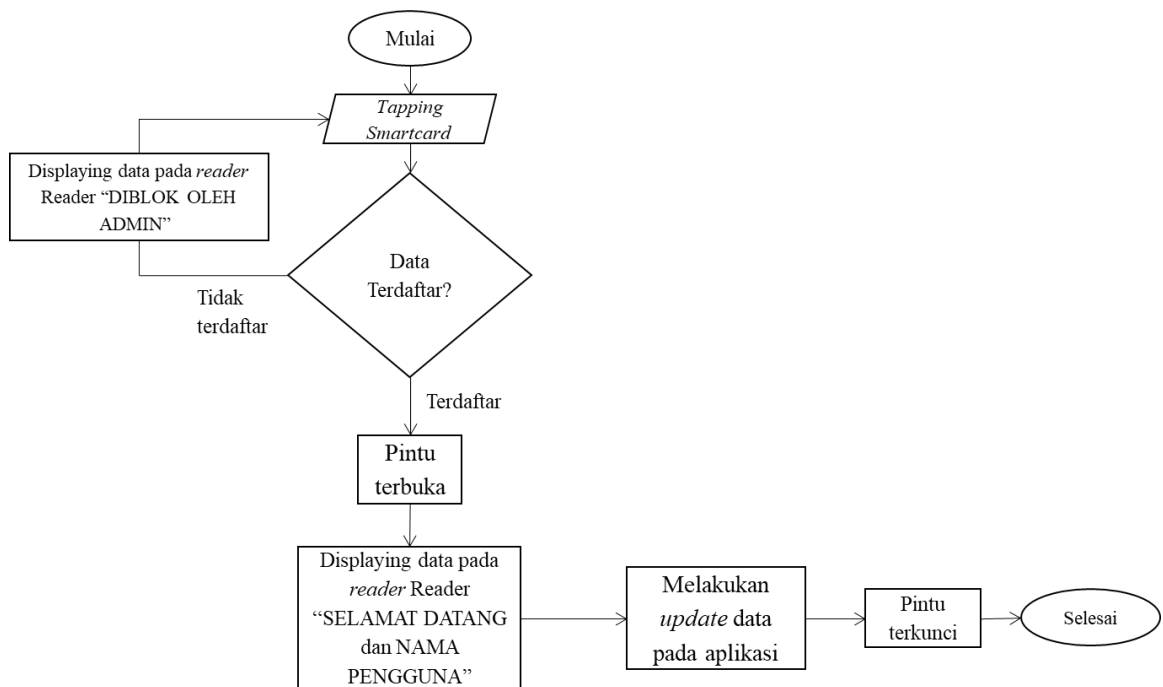 Mulai
Tapping
Smartcard
Displaying data pada reader
Reader “DIBLOK OLEH
ADMIN”
Data
Terdaftar?
Tidak
terdaftar
Terdaftar
Pintu
terbuka
Displaying data pada
reader Reader
“SELAMAT DATANG
dan NAMA
PENGGUNA”
Melakukan
update data
pada aplikasi
Pintu
terkunci
Selesai